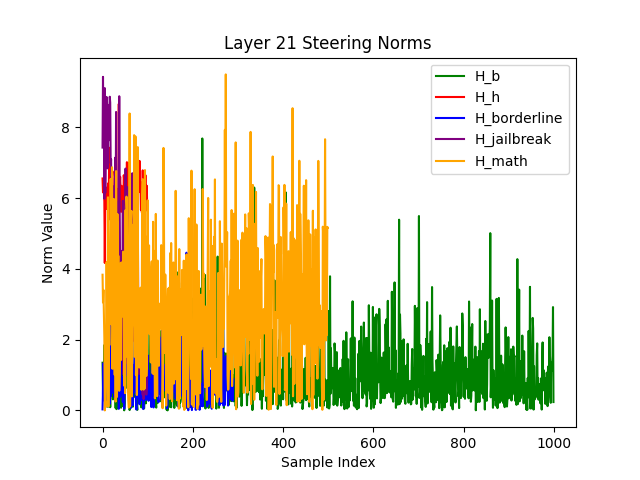 Layer 21 Steering Norms
H_b
H_h
H_borderline
H_jailbreak
H_math
Norm Value
8
6
4
2
0
0 200 400 600 800 1000
Sample Index